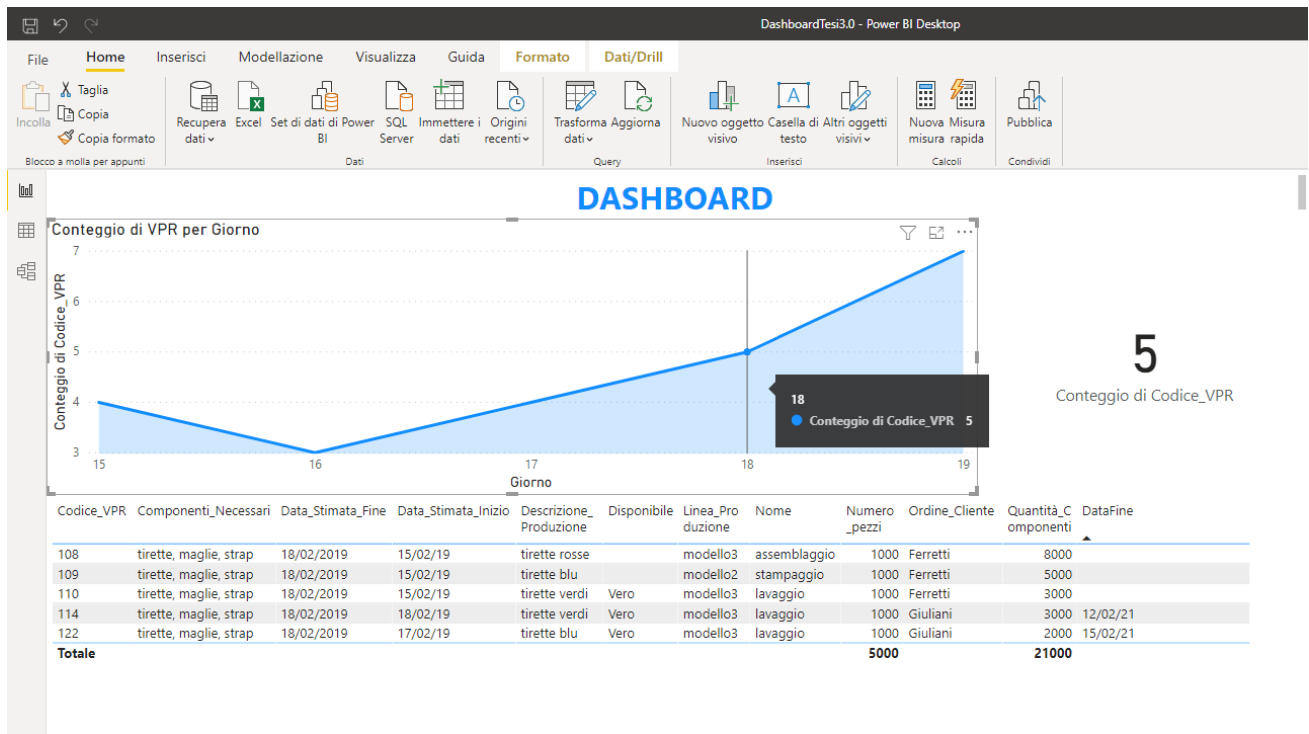 DashboardTesi3.0 - Power BI Desktop
File Home Inserisci Modellazione Visualizza Guida Formato Dati/Drill
Incolla
Taglia
Copia
Copia formato
Blocco a molla per appunti
Recupera dati
Excel
Set di dati di Power BI
SQL Server
Immettere i dati
Origini recenti
Dati
Trasforma dati
Aggiorna
Query
Nuovo oggetto visivo
Casella di testo
Altri oggetti visivi
Inserisci
Nuova misura
Misura rapida
Calcoli
Pubblica
Condividi
DASHBOARD
Conteggio di VPR per Giorno
Conteggio di Codice_VPR
7
6
5
4
3
15 16 17 18 19
Giorno
18
Conteggio di Codice_VPR 5
5
Conteggio di Codice_VPR
Codice_VPR Componenti_Necessari Data_Stimata_Fine Data_Stimata_Inizio Descrizione_ Disponibile Linea_Pro Nome Numero Ordine_Cliente Quantità_C DataFine
Produzione duzione _pezzi omponenti
108 tirette, maglie, strap 18/02/2019 15/02/19 tirette rosse modello3 assemblaggio 1000 Ferretti 8000
109 tirette, maglie, strap 18/02/2019 15/02/19 tirette blu modello2 stampaggio 1000 Ferretti 5000
110 tirette, maglie, strap 18/02/2019 15/02/19 tirette verdi Vero modello3 lavaggio 1000 Ferretti 3000
114 tirette, maglie, strap 18/02/2019 18/02/19 tirette verdi Vero modello3 lavaggio 1000 Giuliani 3000 12/02/21
122 tirette, maglie, strap 18/02/2019 17/02/19 tirette blu Vero modello3 lavaggio 1000 Giuliani 2000 15/02/21
Totale 5000 21000